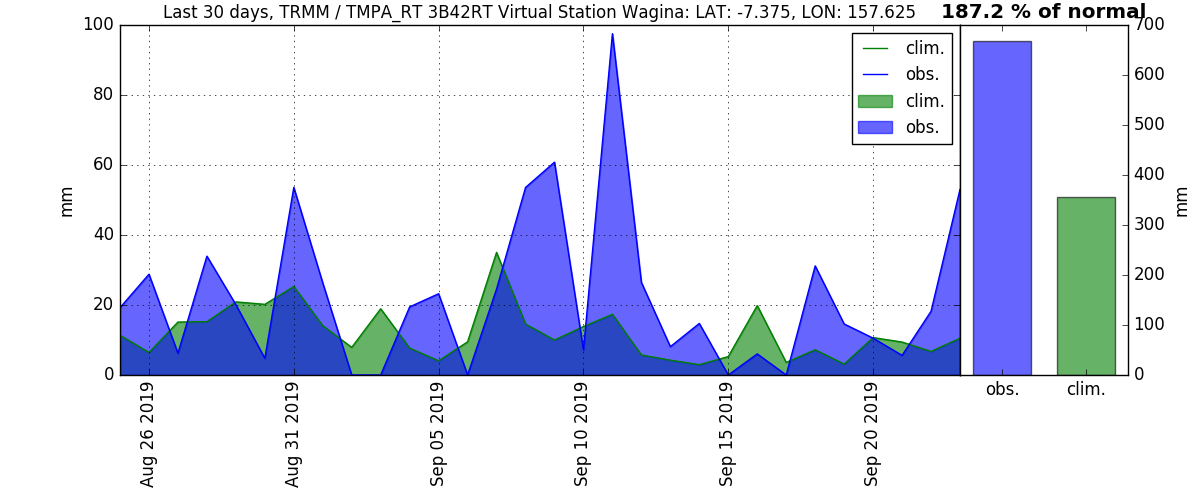 Last 30 days, TRMM / TMPA_RT 3B42RT Virtual Station Wagina: LAT: -7.375, LON: 157.625
187.2 % of normal
100
80
60
40
20
0
mm
clim.
obs.
clim.
obs.
700
600
500
400
300
200
100
0
mm
obs.
clim.
Aug 26 2019
Aug 31 2019
Sep 05 2019
Sep 10 2019
Sep 15 2019
Sep 20 2019